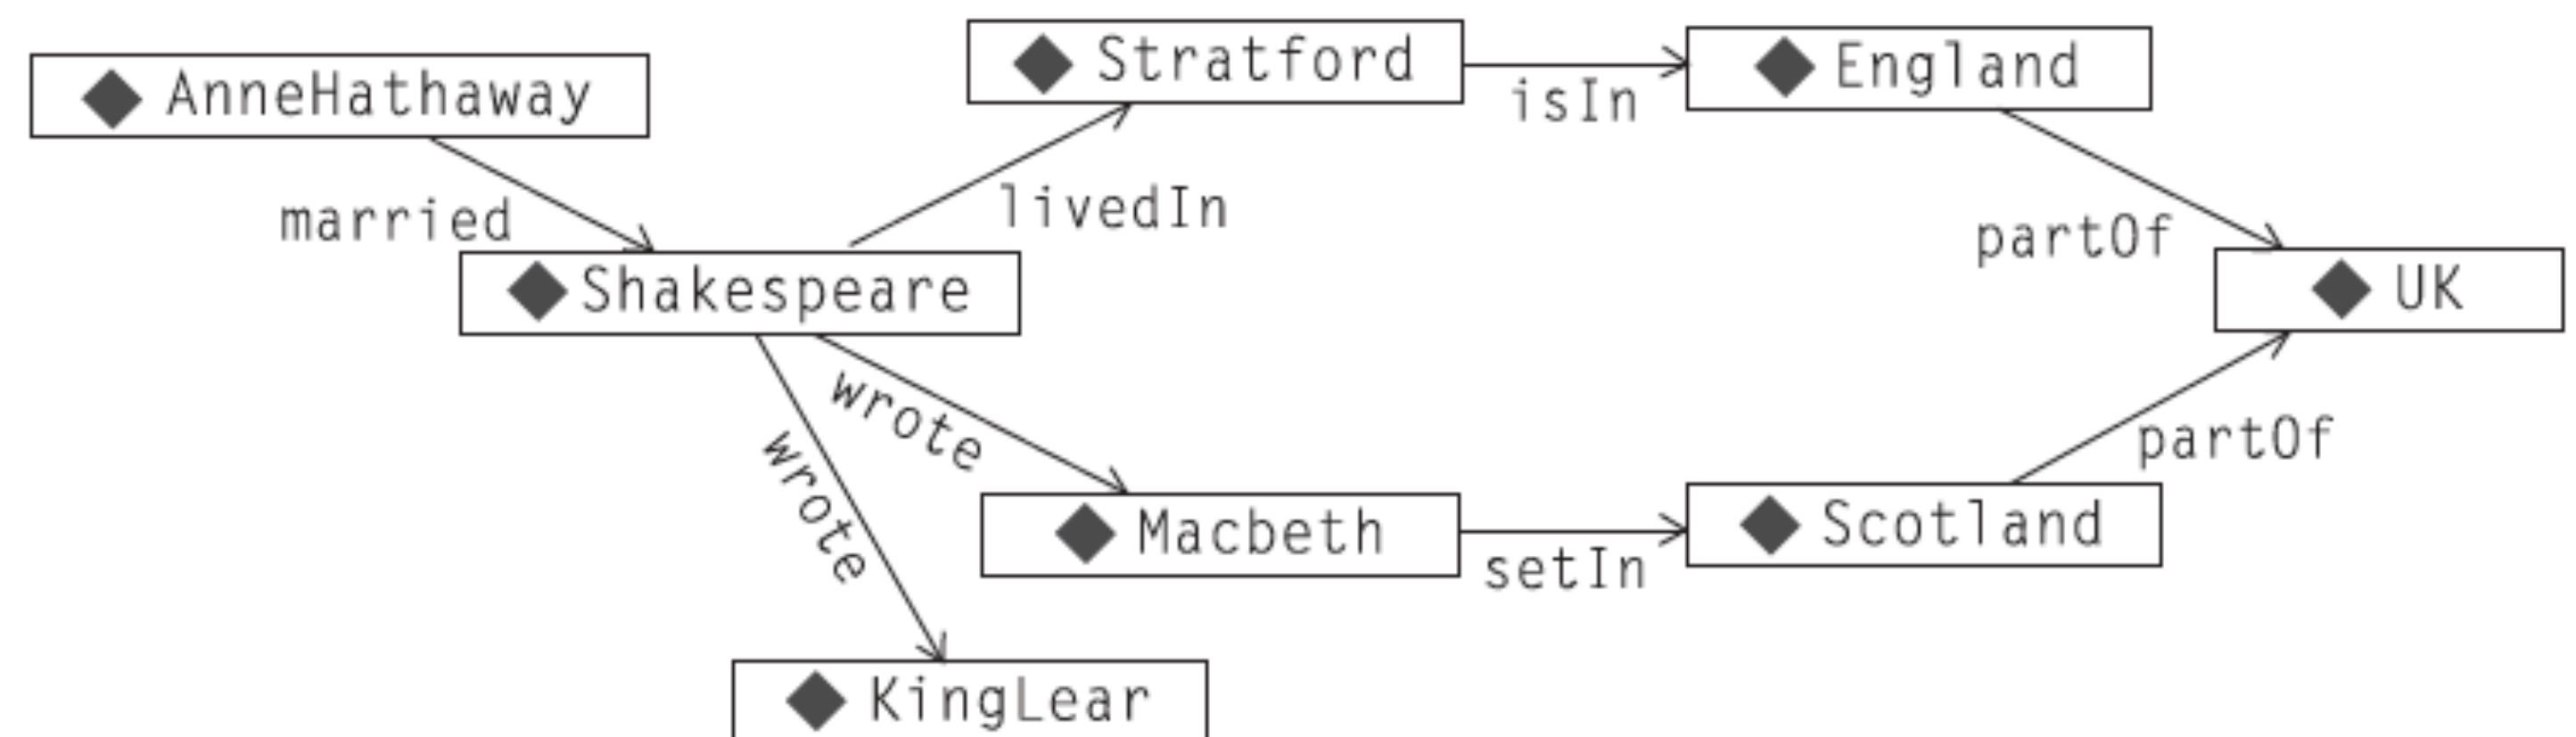 AnneHathaway
married
Shakespeare
livedIn
Stratford
isIn
England
partOf
UK
wrote
Macbeth
setIn
Scotland
partOf
wrote
KingLear